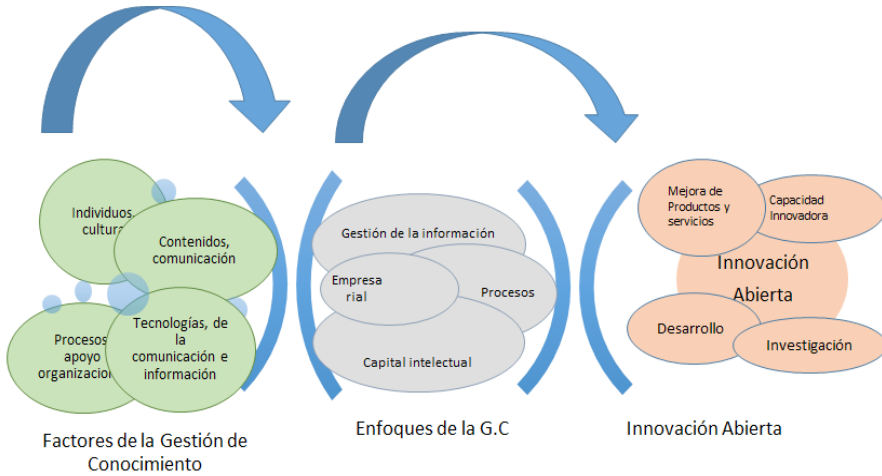 Individuos,
cultura
Contenidos,
comunicación
Procesos
apoyo
organizacion
Tecnologías, de
la
comunicación e
información
Factores de la Gestión de
Conocimiento
Gestión de la información
Empresa
rial
Procesos
Capital intelectual
Enfoques de la G.C
Mejora de
Productos y
servicios
Capacidad
Innovadora
Innovación
Abierta
Desarrollo
Investigación
Innovación Abierta